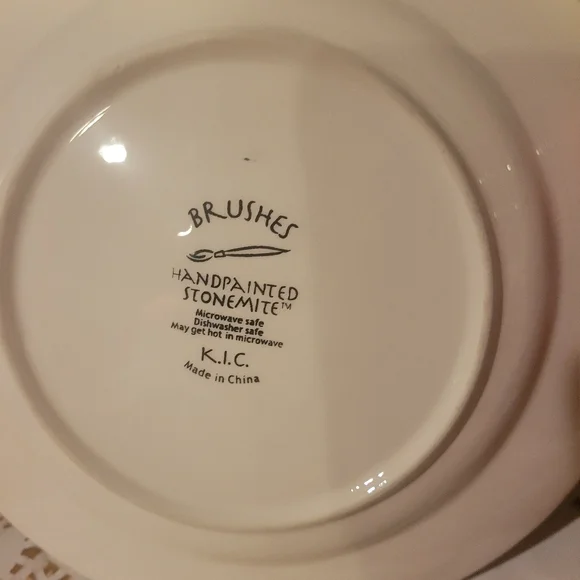 BRUSHES
HANDPAINTED
STONEMITE™
Microwave safe
Dishwasher safe
May get hot in microwave
K.I.C.
Made in China